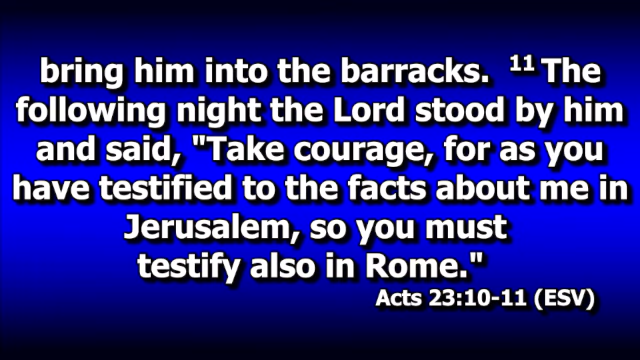 bring him into the barracks. 11 The
following night the Lord stood by him
and said, "Take courage, for as you
have testified to the facts about me in
Jerusalem, so you must
testify also in Rome."
Acts 23:10-11 (ESV)